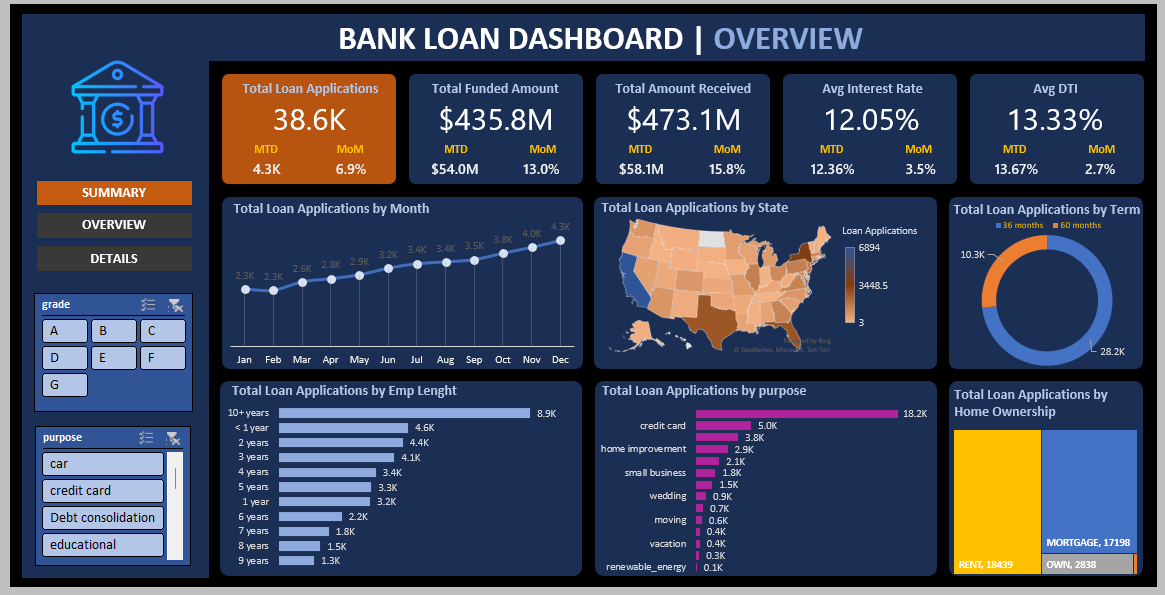 BANK LOAN DASHBOARD | OVERVIEW
SUMMARY
OVERVIEW
DETAILS
grade
A B C
D E F
G
purpose
car
credit card
Debt consolidation
educational
Total Loan Applications
38.6K
MTD MoM
4.3K 6.9%
Total Funded Amount
$435.8M
MTD MoM
$54.0M 13.0%
Total Amount Received
$473.1M
MTD MoM
$58.1M 15.8%
Avg Interest Rate
12.05%
MTD MoM
12.36% 3.5%
Avg DTI
13.33%
MTD MoM
13.67% 2.7%
Total Loan Applications by Month
2.3K 2.3K 2.6K 2.8K 2.9K 3.2K 3.4K 3.4K 3.5K 3.8K 4.0K 4.3K
Jan Feb Mar Apr May Jun Jul Aug Sep Oct Nov Dec
Total Loan Applications by State
Loan Applications
6894
3448.5
3
Powered by Bing
© GeoNames, Microsoft, TomTom
Total Loan Applications by Term
36 months 60 months
10.3K
28.2K
Total Loan Applications by Emp Lenght
10+ years 8.9K
< 1 year 4.6K
2 years 4.4K
3 years 4.1K
4 years 3.4K
5 years 3.3K
1 year 3.2K
6 years 2.2K
7 years 1.8K
8 years 1.5K
9 years 1.3K
Total Loan Applications by purpose
18.2K
credit card 5.0K
3.8K
home improvement 2.9K
2.1K
small business 1.8K
1.5K
wedding 0.9K
0.7K
moving 0.6K
0.4K
vacation 0.4K
0.3K
renewable_energy 0.1K
Total Loan Applications by
Home Ownership
MORTGAGE, 17198
RENT, 18439
OWN, 2838